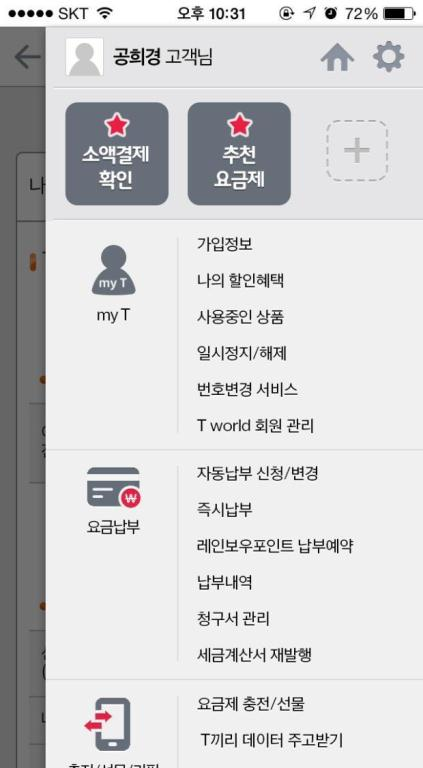 SKT 오후 10:31 72%
공희경 고객님
소액결제
확인
추천
요금제
my T
my T
가입정보
나의 할인혜택
사용중인 상품
일시정지/해제
번호변경 서비스
T world 회원 관리
요금납부
자동납부 신청/변경
즉시납부
레인보우포인트 납부예약
납부내역
청구서 관리
세금계산서 재발행
요금제 충전/선물
T끼리 데이터 주고받기